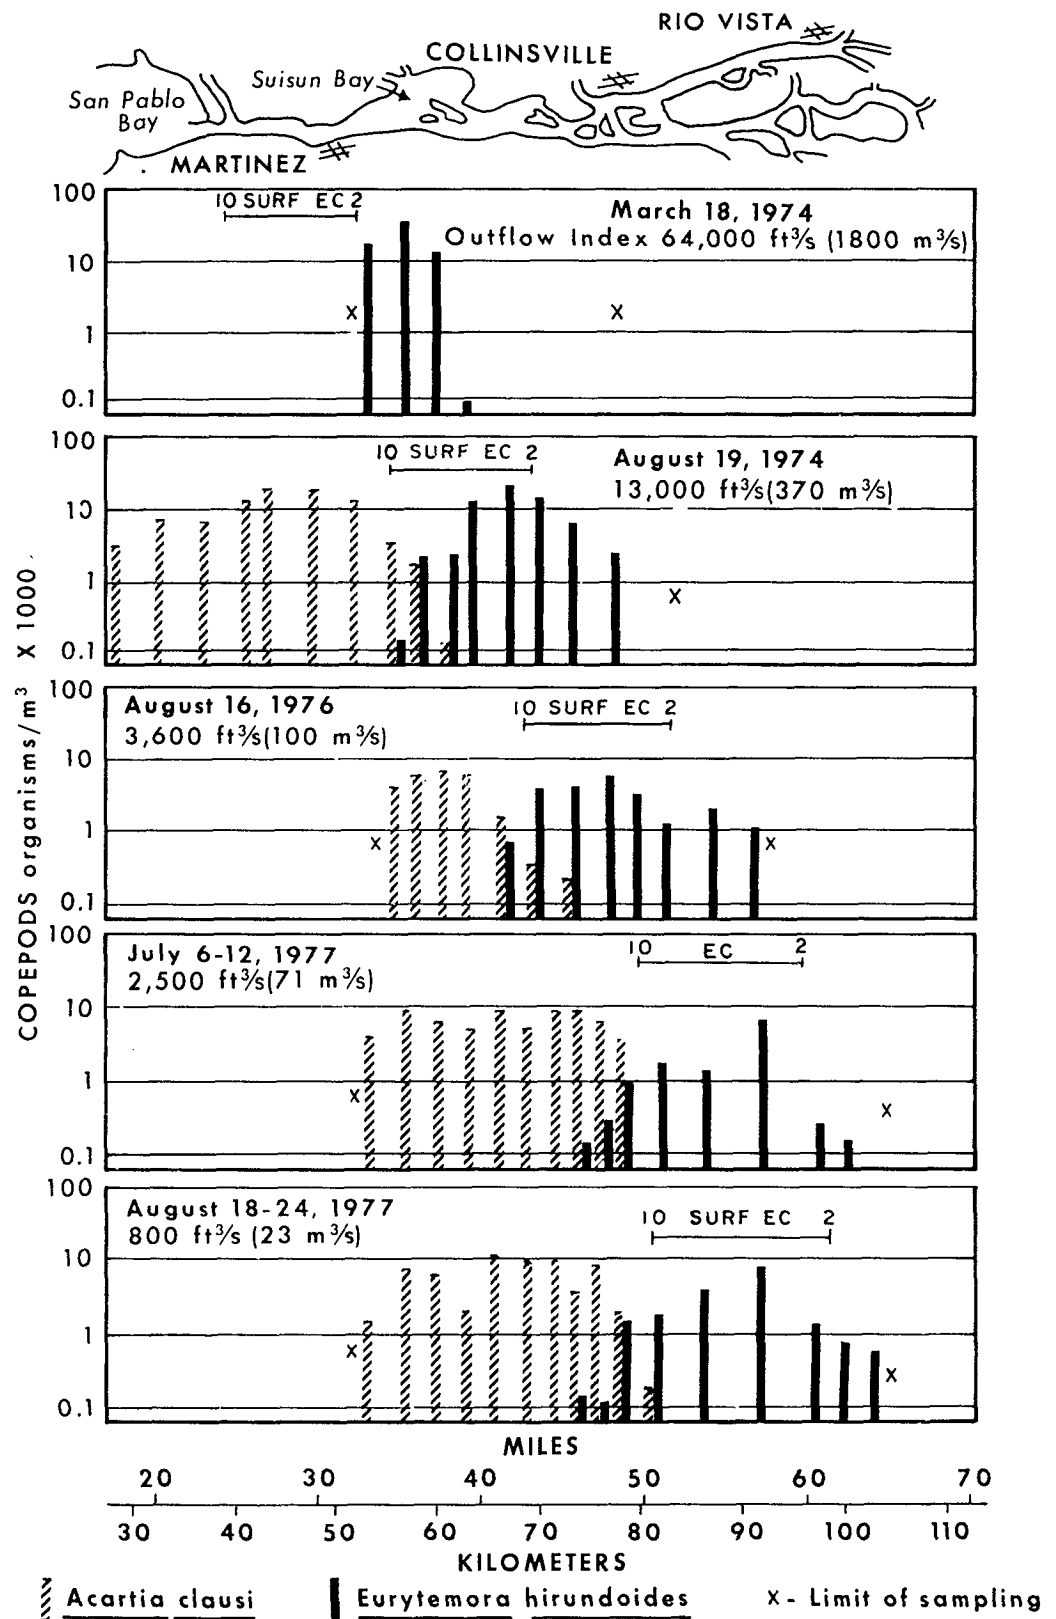 RIO VISTA
COLLINSVILLE
Suisun Bay
San Pablo
Bay
MARTINEZ
100
10 SURF EC 2
March 18, 1974
Outflow Index 64,000 ft³/s (1800 m³/s)
10
X
X
1
0.1
100
10 SURF EC 2
August 19, 1974
13,000 ft³/s(370 m³/s)
10
1
X
0.1
100
August 16, 1976
3,600 ft³/s(100 m³/s)
10 SURF EC 2
10
1
X
X
0.1
100
July 6-12, 1977
2,500 ft³/s(71 m³/s)
10 EC 2
10
1
X
X
0.1
100
August 18-24, 1977
800 ft³/s (23 m³/s)
10 SURF EC 2
10
1
X
X
0.1
COPEPODS organisms/m³ X 1000
MILES
20 30 40 50 60 70
30 40 50 60 70 80 90 100 110
KILOMETERS
Acartia clausi
Eurytemora hirundoides
X - Limit of sampling